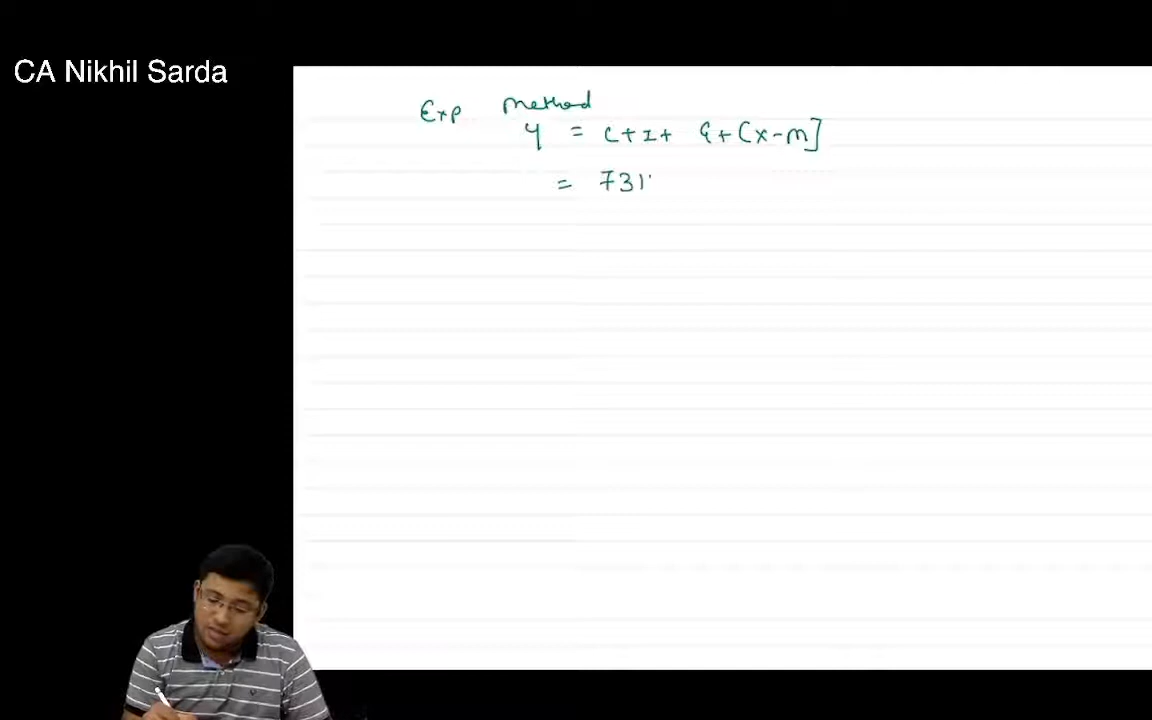 CA Nikhil Sarda
Exp method
Y = C + I + G + (X - M]
= 731